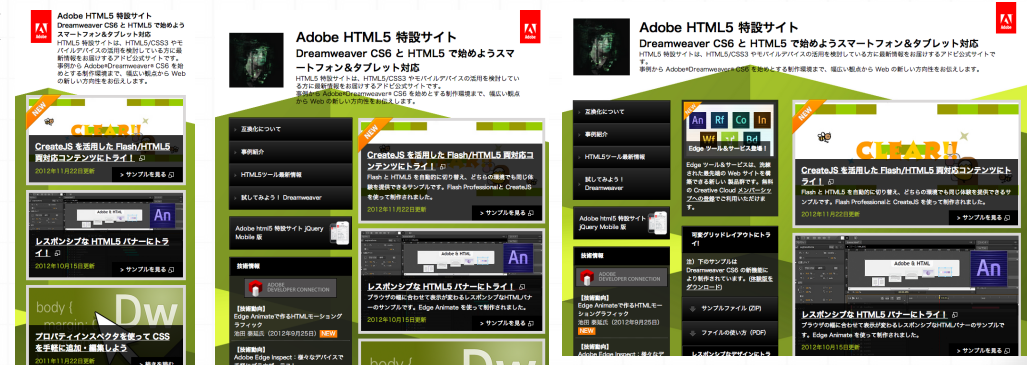 Adobe
Adobe HTML5 特設サイト
Dreamweaver CS6 と HTML5 で始めよう
スマートフォン&タブレット対応
HTML5 特設サイトは、HTML5/CSS3 やモ
バイルデバイスの活用を検討している方に最
新情報をお届けするアドビ公式サイトです。
事例から Adobe®Dreamweaver® CS6 を始
めとする制作環境まで、幅広い観点から Web
の新しい方向性をお伝えします。
NEW
CLEAR!!
CreateJS を活用した Flash/HTML5
両対応コンテンツにトライ！
2012年11月22日更新
> サンプルを見る
Adobe & HTML
An
レスポンシブな HTML5 バナーにトラ
イ！
2012年10月15日更新
> サンプルを見る
body {
margin:
Dw
プロパティインスペクタを使って CSS
を手軽に追加・編集しよう
2011年11月22日更新
> 続きを読む
Adobe HTML5 特設サイト
Adobe
Dreamweaver CS6 と HTML5 で始めようスマ
ートフォン&タブレット対応
HTML5 特設サイトは、HTML5/CSS3 やモバイルデバイスの活用を検討してい
る方に最新情報をお届けするアドビ公式サイトです。
事例から Adobe®Dreamweaver® CS6 を始めとする制作環境まで、幅広い観点
から Web の新しい方向性をお伝えします。
互換化について
事例紹介
HTML5ツール最新情報
試してみよう！ Dreamweaver
Adobe html5 特設サイト jQuery
Mobile 版
技術情報
ADOBE
DEVELOPER CONNECTION
【技術動向】
Edge Animateで作るHTMLモーショ
ングラフィック
池田 泰延氏（2012年9月25日） NEW
【技術動向】
Adobe Edge Inspect：様々なデバイスで
NEW
CreateJS を活用した Flash/HTML5 両対応コ
ンテンツにトライ！
Flash と HTML5 を自動的に切り替え、どちらの環境でも同じ体
験を提供できるサンプルです。Flash ProfessionalとCreateJS
を使って制作されました。
2012年11月22日更新
> サンプルを見る
Adobe & HTML
An
レスポンシブな HTML5 バナーにトライ！
ブラウザの幅に合わせて表示が変わるレスポンシブなHTMLバナ
ーのサンプルです。Edge Animate を使って制作されました。
2012年10月15日更新
> サンプルを見る
body {
Adobe HTML5 特設サイト
Adobe
Dreamweaver CS6 と HTML5 で始めようスマートフォン&タブレット対応
HTML5 特設サイトは、HTML5/CSS3 やモバイルデバイスの活用を検討している方に最新情報をお届けするアドビ公式サイトで
す。
事例から Adobe®Dreamweaver® CS6 を始めとする制作環境まで、幅広い観点から Web の新しい方向性をお伝えします。
互換化について
事例紹介
HTML5ツール最新情報
試してみよう！
Dreamweaver
Adobe html5 特設サイト
jQuery Mobile 版
技術情報
ADOBE
DEVELOPER CONNECTION
【技術動向】
Edge Animateで作るHTMLモー
ショングラフィック
池田 泰延氏（2012年9月25日）
NEW
【技術動向】
Adobe Edge Inspect：様々なデ
NEW
An Rf Co In
Wf Bd
Edge ツール&サービス登場！
Edge ツール&サービスは、洗練
された最先端の Web サイトを構
築できる新しい 製品群です。無料
の Creative Cloud メンバーシッ
プへの登録でご利用いただけま
す。
可変グリッドレイアウトにトラ
イ!
注）下のサンプルは
Dreamweaver CS6 の新機能に
より制作されています。(体験版を
ダウンロード)
サンプルファイル (ZIP)
ファイルの使い方（PDF）
レスポンシブなデザインにトラ
NEW
CLEAR!!
CreateJS を活用した Flash/HTML5 両対応コンテンツにト
ライ！
Flash と HTML5 を自動的に切り替え、どちらの環境でも同じ体験を提供できるサ
ンプルです。Flash ProfessionalとCreateJS を使って制作されました。
2012年11月22日更新
> サンプルを見る
Adobe & HTML
An
レスポンシブな HTML5 バナーにトライ！
ブラウザの幅に合わせて表示が変わるレスポンシブなHTMLバナーのサンプルで
す。Edge Animate を使って制作されました。
2012年10月15日更新
> サンプルを見る